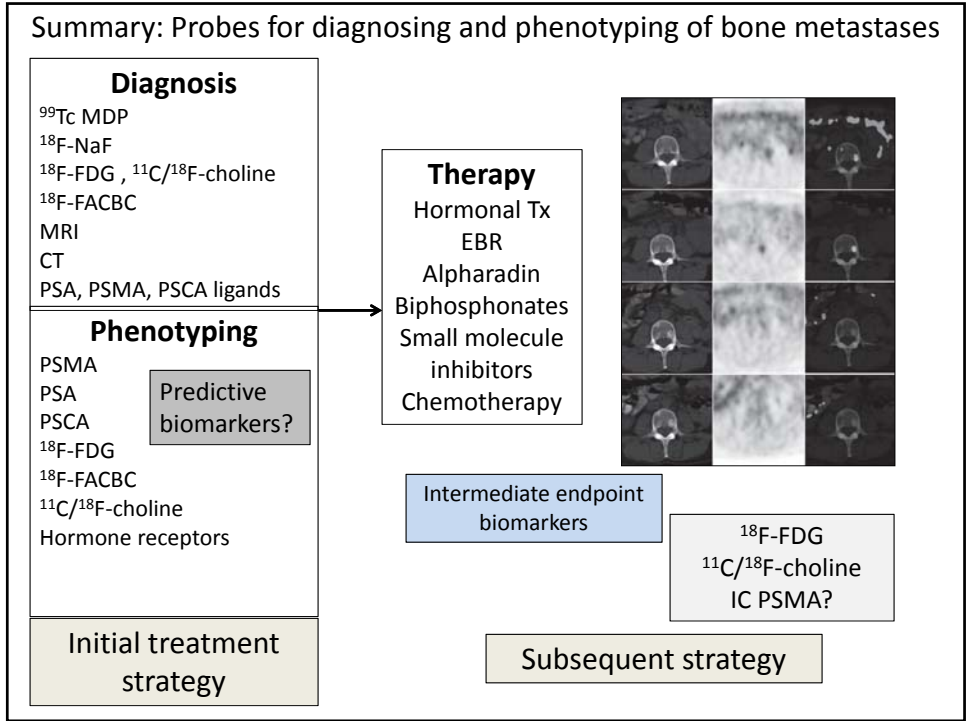 Summary: Probes for diagnosing and phenotyping of bone metastases
Diagnosis
⁹⁹Tc MDP
¹⁸F-NaF
¹⁸F-FDG , ¹¹C/¹⁸F-choline
¹⁸F-FACBC
MRI
CT
PSA, PSMA, PSCA ligands
Phenotyping
PSMA
PSA
PSCA
¹⁸F-FDG
¹⁸F-FACBC
¹¹C/¹⁸F-choline
Hormone receptors
Predictive
biomarkers?
Initial treatment
strategy
Therapy
Hormonal Tx
EBR
Alpharadin
Biphosphonates
Small molecule
inhibitors
Chemotherapy
Intermediate endpoint
biomarkers
¹⁸F-FDG
¹¹C/¹⁸F-choline
IC PSMA?
Subsequent strategy